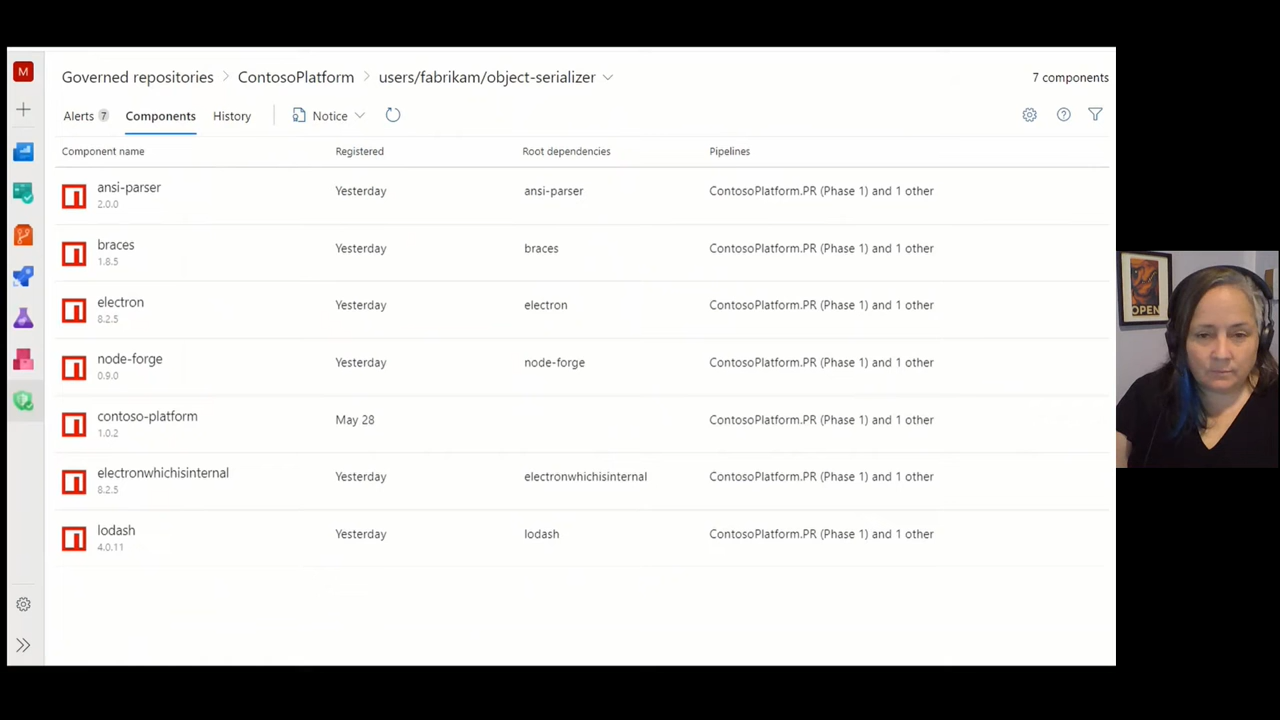 M
Governed repositories > ContosoPlatform > users/fabrikam/object-serializer
7 components
Alerts 7 Components History Notice
Component name Registered Root dependencies Pipelines
ansi-parser Yesterday ansi-parser ContosoPlatform.PR (Phase 1) and 1 other
2.0.0
braces Yesterday braces ContosoPlatform.PR (Phase 1) and 1 other
1.8.5
electron Yesterday electron ContosoPlatform.PR (Phase 1) and 1 other
8.2.5
node-forge Yesterday node-forge ContosoPlatform.PR (Phase 1) and 1 other
0.9.0
contoso-platform May 28 ContosoPlatform.PR (Phase 1) and 1 other
1.0.2
electronwhichisinternal Yesterday electronwhichisinternal ContosoPlatform.PR (Phase 1) and 1 other
8.2.5
lodash Yesterday lodash ContosoPlatform.PR (Phase 1) and 1 other
4.0.11
OPEN